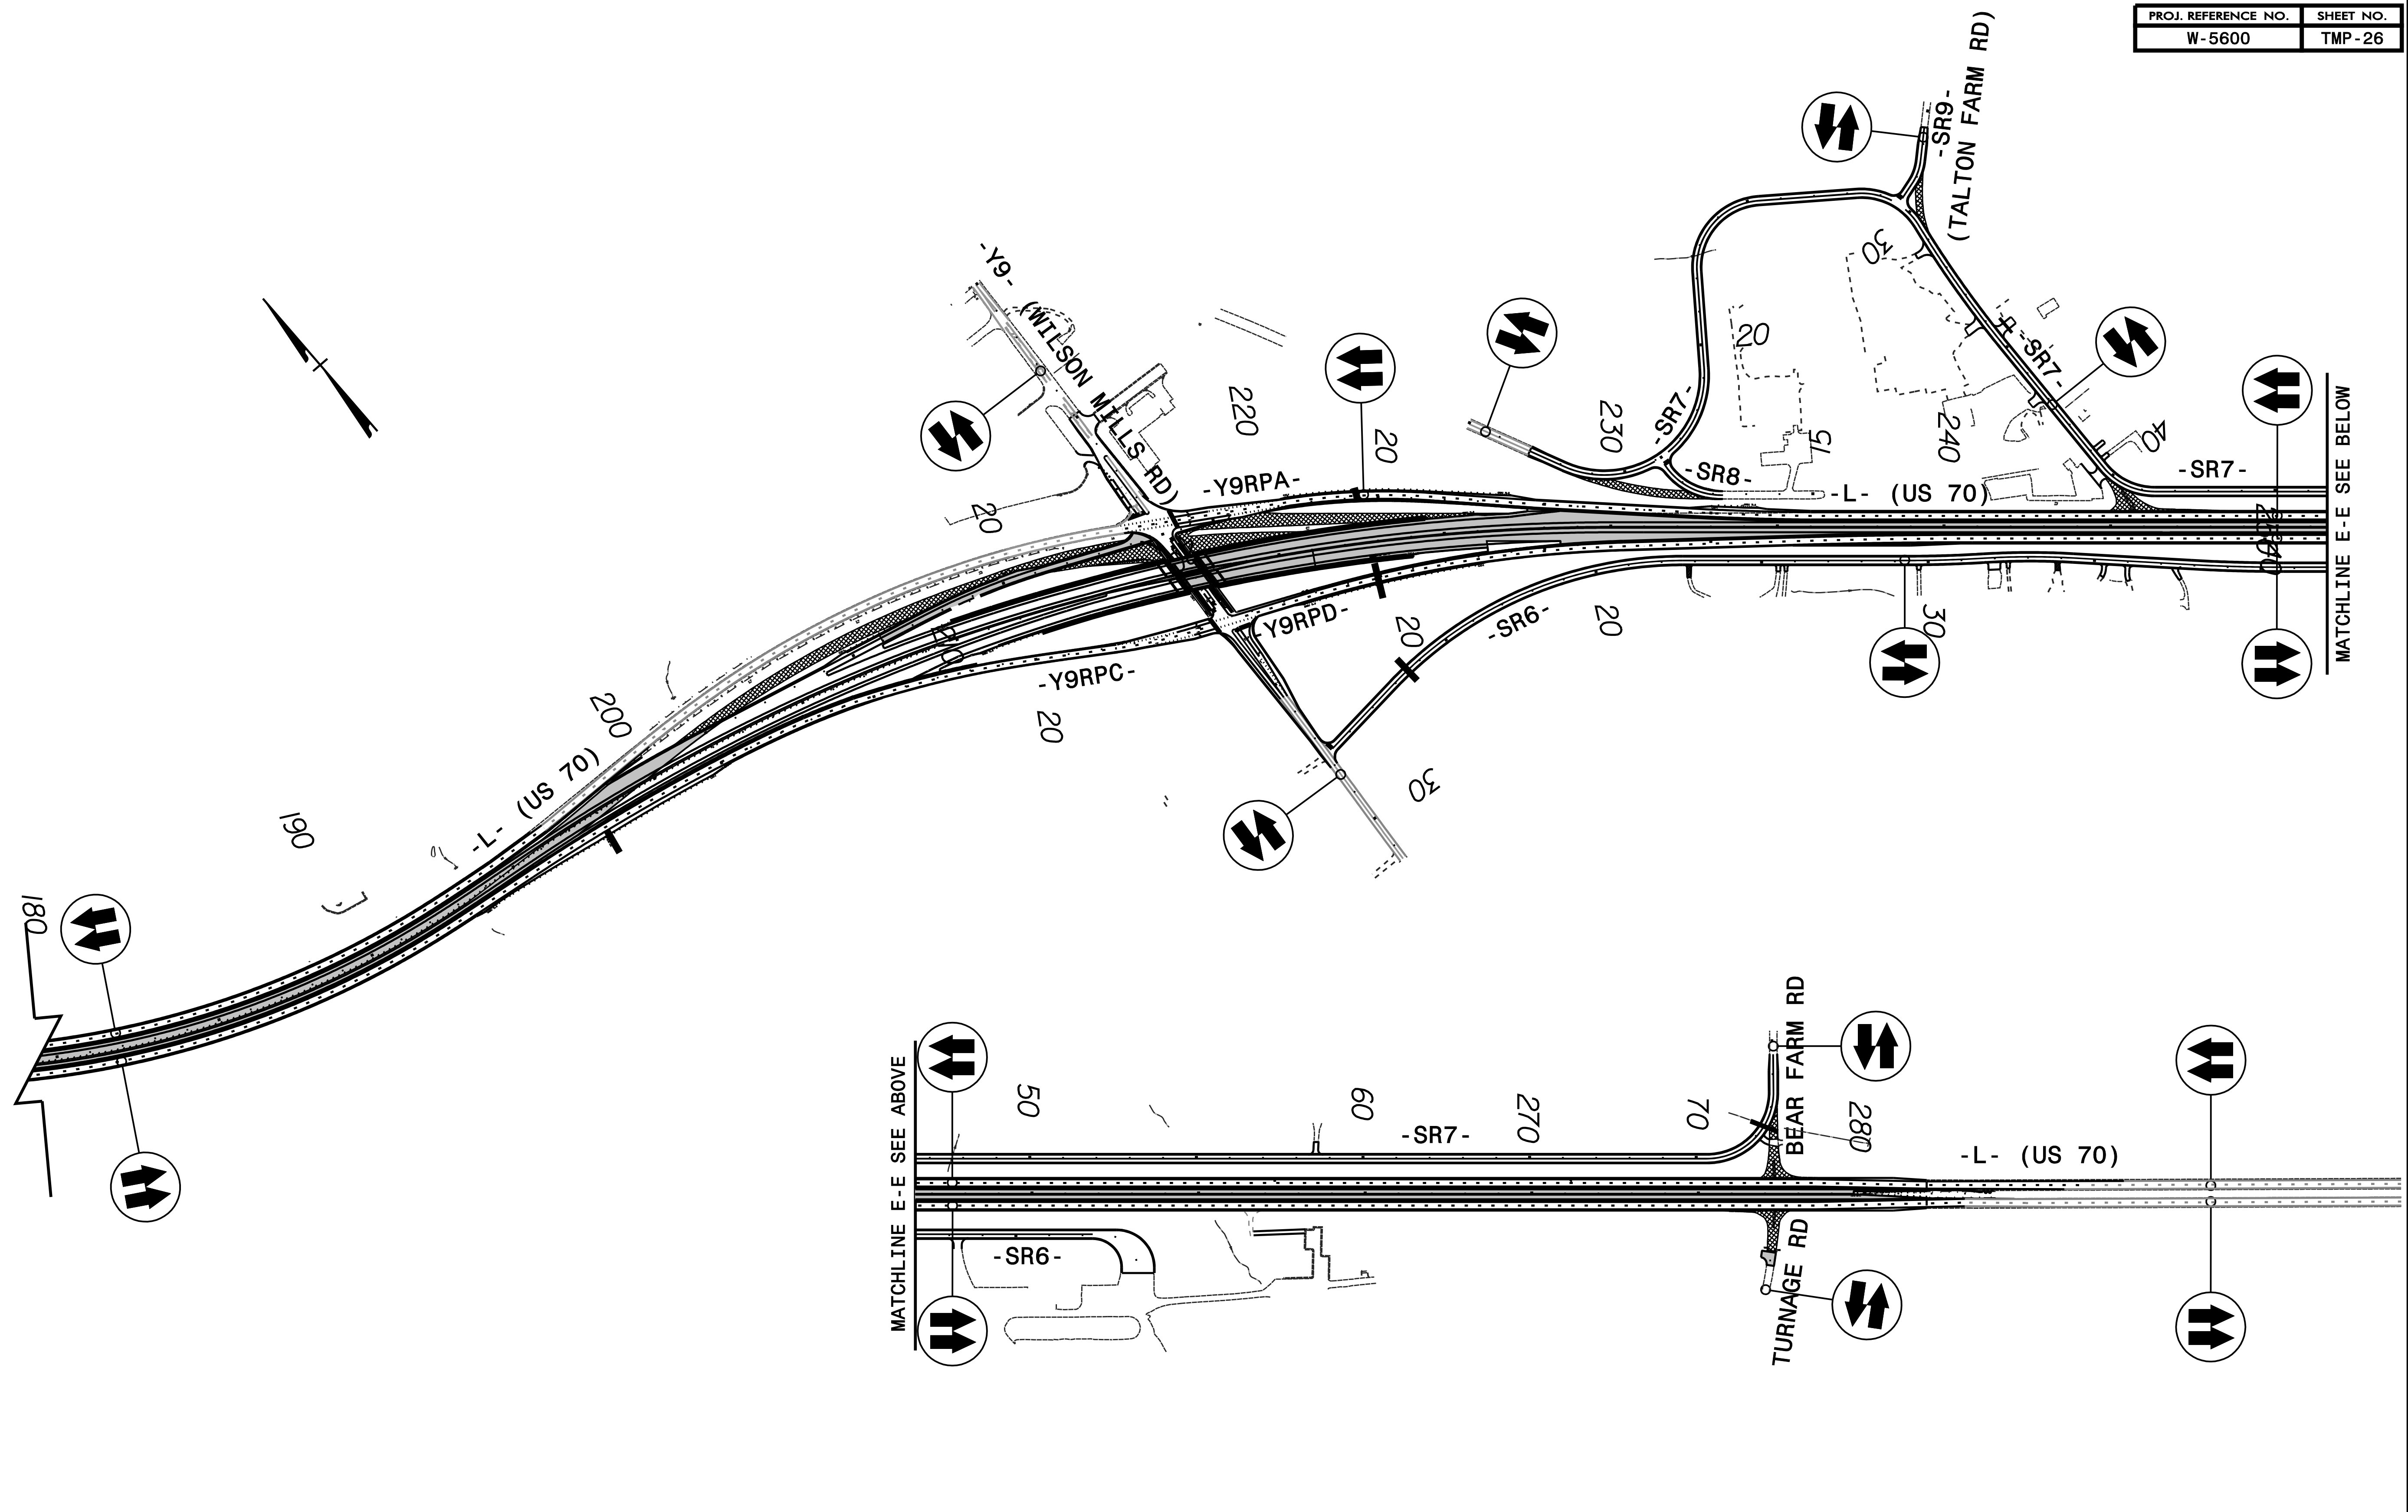 PROJ. REFERENCE NO.
SHEET NO.
W-5600
TMP-26
-SR9-
(TALTON FARM RD)
-Y9- (WILSON MILLS RD)
30
20
-SR7-
-SR7-
220
20
230
15
240
40
-SR7-
-Y9RPA-
-SR8-
-L- (US 70)
MATCHLINE E-E SEE BELOW
20
210
-Y9RPD-
20
-SR6-
20
30
-Y9RPC-
20
200
-L- (US 70)
30
190
180
MATCHLINE E-E SEE ABOVE
50
60
270
70
BEAR FARM RD
280
-SR7-
-L- (US 70)
-SR6-
TURNAGE RD